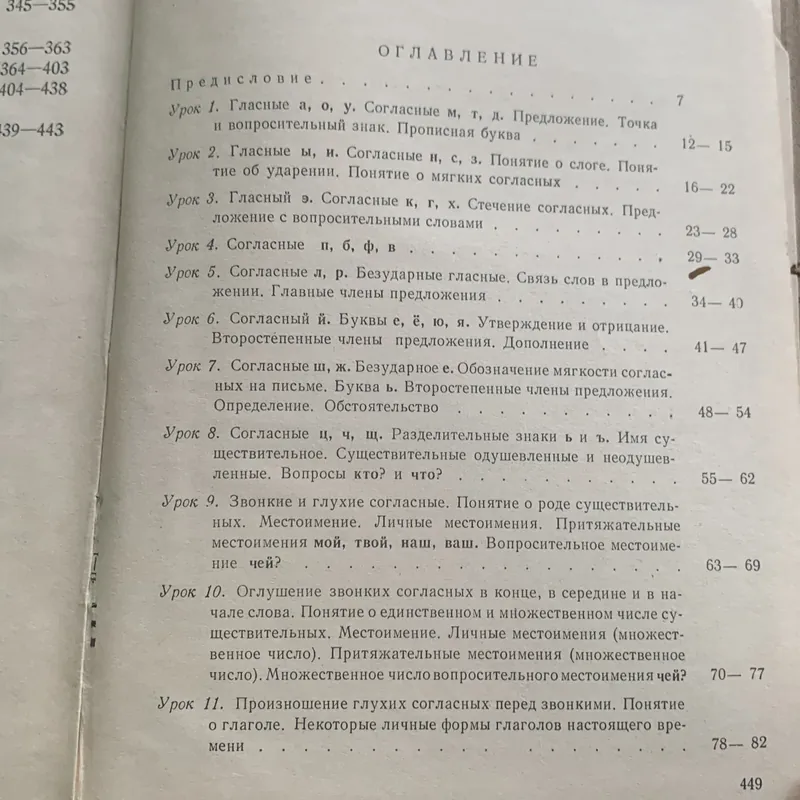 345—355
356—363
364—403
404—438
439—443
ОГЛАВЛЕНИЕ
Предисловие . . . . . . . . . . . . . . . . 7
Урок 1. Гласные а, о, у. Согласные м, т, д. Предложение. Точка
и вопросительный знак. Прописная буква . . . . . . . 12— 15
Урок 2. Гласные ы, и. Согласные н, с, з. Понятие о слоге. Поня-
тие об ударении. Понятие о мягких согласных . . . . . 16— 22
Урок 3. Гласный э. Согласные к, г, х. Стечение согласных. Пред-
ложение с вопросительными словами . . . . . . . . . 23— 28
Урок 4. Согласные п, б, ф, в . . . . . . . . . . . . . 29— 33
Урок 5. Согласные л, р. Безударные гласные. Связь слов в предло-
жении. Главные члены предложения . . . . . . . . . 34— 40
Урок 6. Согласный й. Буквы е, ё, ю, я. Утверждение и отрицание.
Второстепенные члены предложения. Дополнение . . . . 41— 47
Урок 7. Согласные ш, ж. Безударное е. Обозначение мягкости соглас-
ных на письме. Буква ь. Второстепенные члены предложения.
Определение. Обстоятельство . . . . . . . . . . . 48— 54
Урок 8. Согласные ц, ч, щ. Разделительные знаки ь и ъ. Имя су-
ществительное. Существительные одушевленные и неодушев-
ленные. Вопросы кто? и что? . . . . . . . . . . 55— 62
Урок 9. Звонкие и глухие согласные. Понятие о роде существитель-
ных. Местоимение. Личные местоимения. Притяжательные
местоимения мой, твой, наш, ваш. Вопросительное местоиме-
ние чей? . . . . . . . . . . . . . . . . . 63— 69
Урок 10. Оглушение звонких согласных в конце, в середине и в на-
чале слова. Понятие о единственном и множественном числе су-
ществительных. Местоимение. Личные местоимения (множест-
венное число). Притяжательные местоимения (множественное
число). Множественное число вопросительного местоимения чей? 70— 77
Урок 11. Произношение глухих согласных перед звонкими. Понятие
о глаголе. Некоторые личные формы глаголов настоящего вре-
мени . . . . . . . . . . . . . . . . . . 78— 82
449